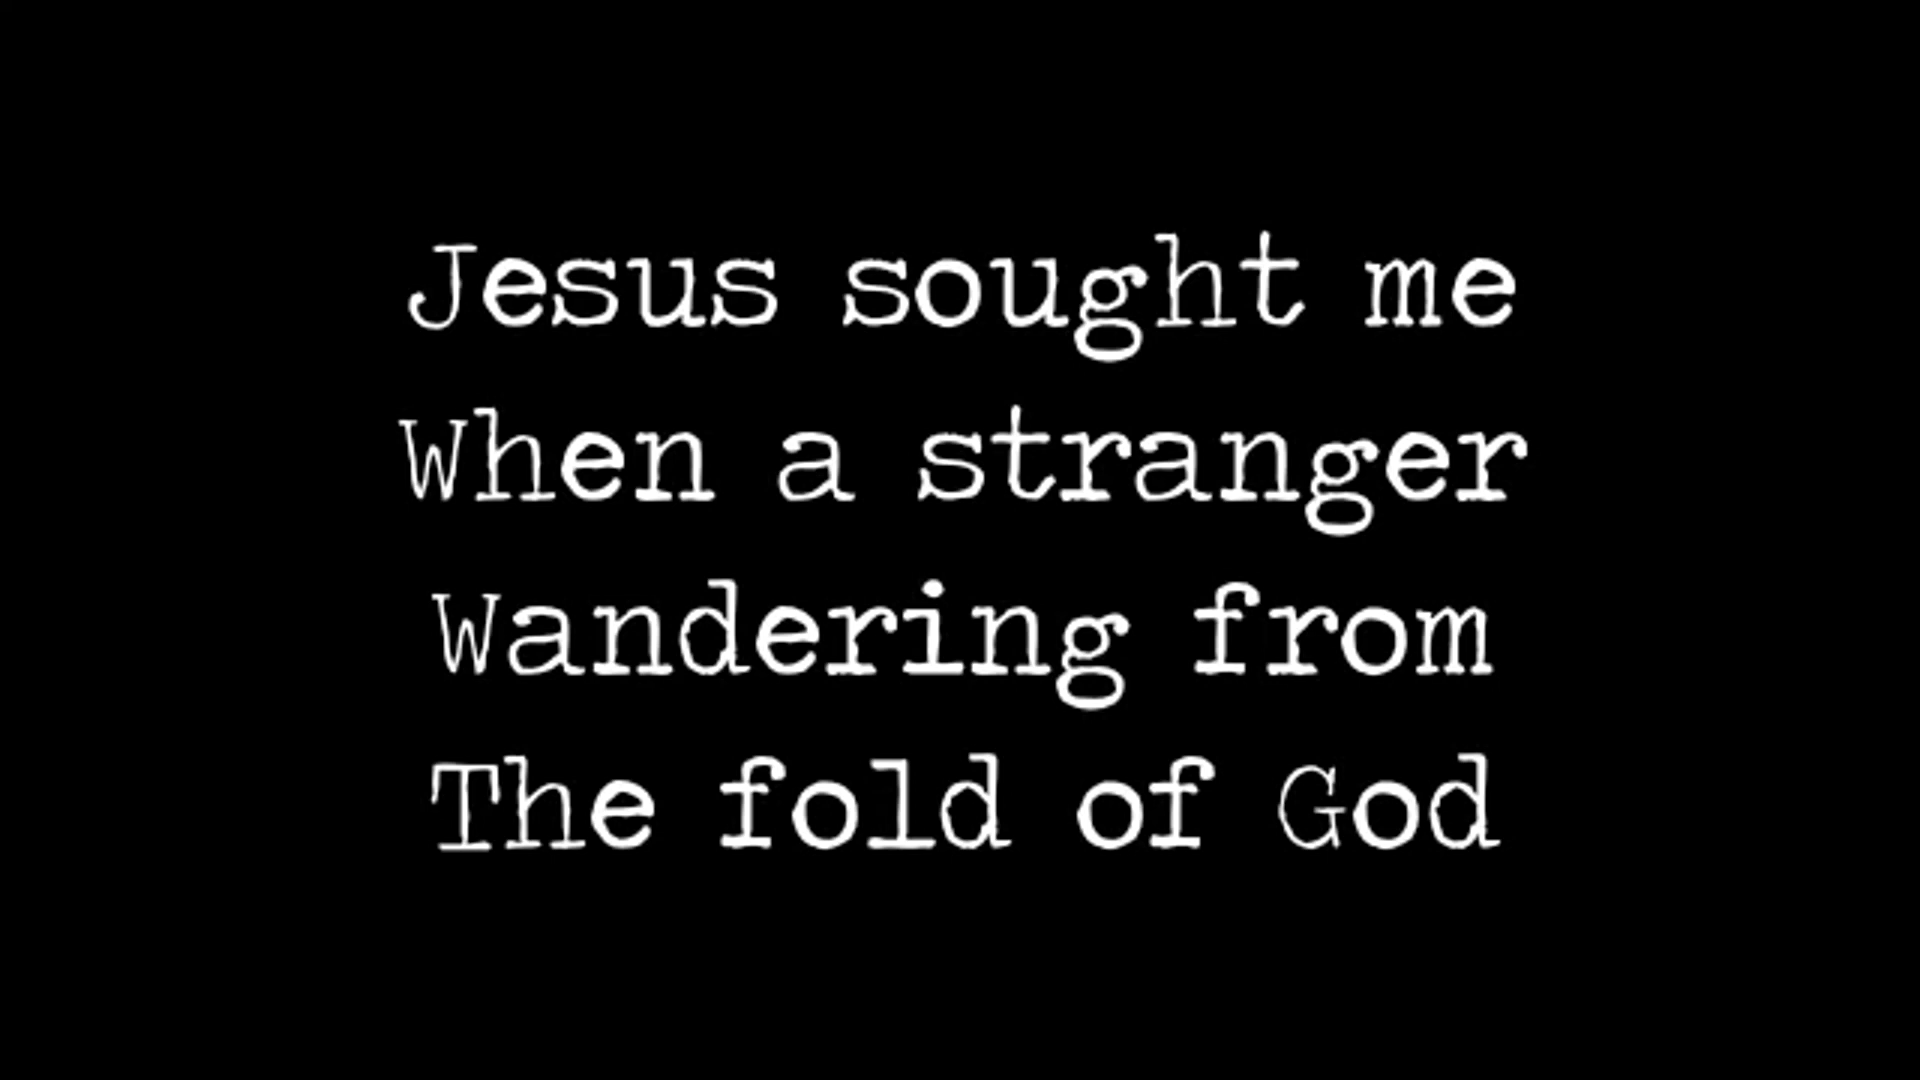 Jesus sought me
When a stranger
Wandering from
The fold of God